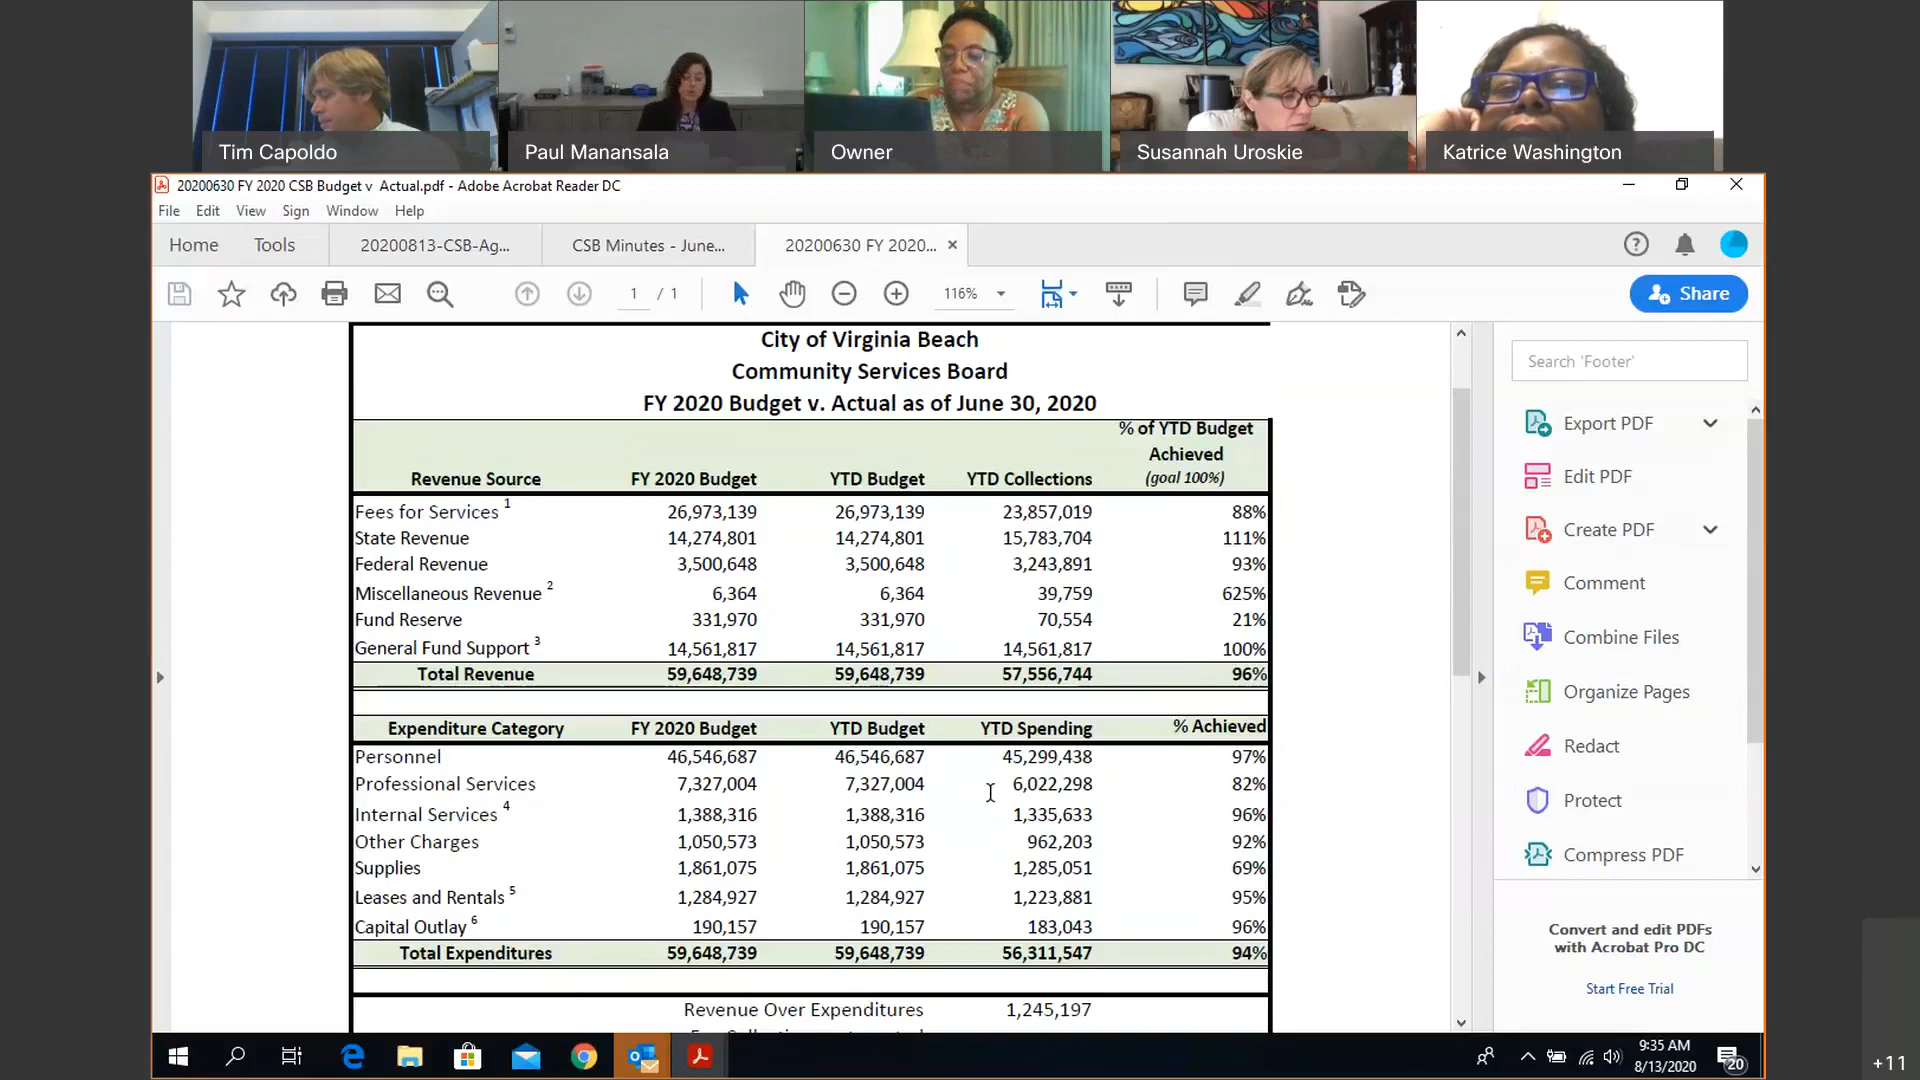 Tim Capoldo
Paul Manansala
Owner
Susannah Uroskie
Katrice Washington
20200630 FY 2020 CSB Budget v Actual.pdf - Adobe Acrobat Reader DC
File Edit View Sign Window Help
Home Tools 20200813-CSB-Ag... CSB Minutes - June... 20200630 FY 2020... ×
1 / 1 116% Share
City of Virginia Beach
Community Services Board
FY 2020 Budget v. Actual as of June 30, 2020
Revenue Source FY 2020 Budget YTD Budget YTD Collections % of YTD Budget Achieved (goal 100%)
Fees for Services 1 26,973,139 26,973,139 23,857,019 88%
State Revenue 14,274,801 14,274,801 15,783,704 111%
Federal Revenue 3,500,648 3,500,648 3,243,891 93%
Miscellaneous Revenue 2 6,364 6,364 39,759 625%
Fund Reserve 331,970 331,970 70,554 21%
General Fund Support 3 14,561,817 14,561,817 14,561,817 100%
Total Revenue 59,648,739 59,648,739 57,556,744 96%
Expenditure Category FY 2020 Budget YTD Budget YTD Spending % Achieved
Personnel 46,546,687 46,546,687 45,299,438 97%
Professional Services 7,327,004 7,327,004 6,022,298 82%
Internal Services 4 1,388,316 1,388,316 1,335,633 96%
Other Charges 1,050,573 1,050,573 962,203 92%
Supplies 1,861,075 1,861,075 1,285,051 69%
Leases and Rentals 5 1,284,927 1,284,927 1,223,881 95%
Capital Outlay 6 190,157 190,157 183,043 96%
Total Expenditures 59,648,739 59,648,739 56,311,547 94%
Revenue Over Expenditures 1,245,197
Search 'Footer'
Export PDF
Edit PDF
Create PDF
Comment
Combine Files
Organize Pages
Redact
Protect
Compress PDF
Convert and edit PDFs
with Acrobat Pro DC
Start Free Trial
9:35 AM
8/13/2020
20
+11